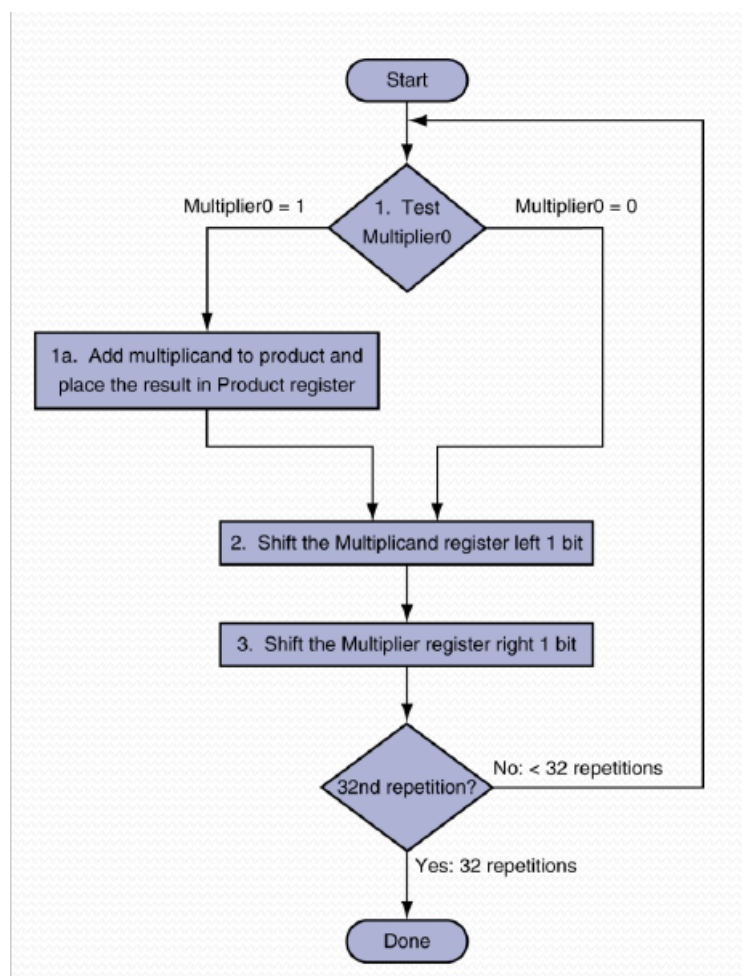 Start
Multiplier0 = 1
1. Test
Multiplier0
Multiplier0 = 0
1a. Add multiplicand to product and
place the result in Product register
2. Shift the Multiplicand register left 1 bit
3. Shift the Multiplier register right 1 bit
32nd repetition?
No: < 32 repetitions
Yes: 32 repetitions
Done